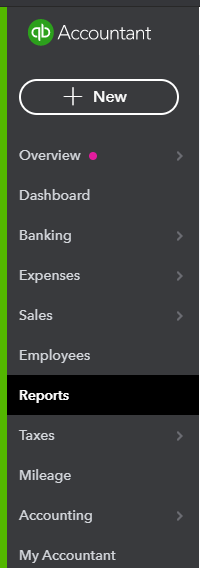 qb Accountant
New
Overview
Dashboard
Banking
Expenses
Sales
Employees
Reports
Taxes
Mileage
Accounting
My Accountant